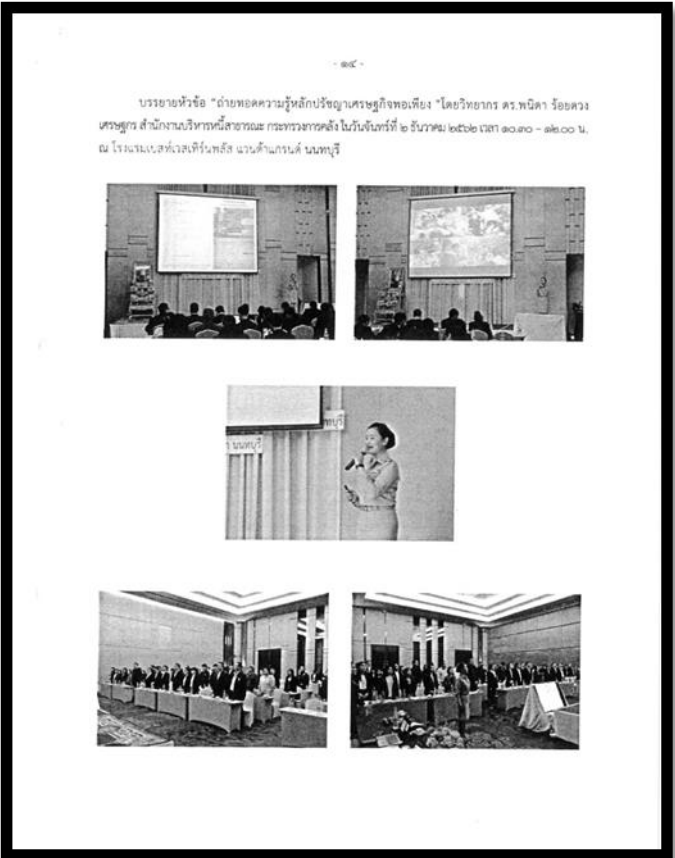 - ๑๔ -
บรรยายหัวข้อ "ถ่ายทอดความรู้หลักปรัชญาเศรษฐกิจพอเพียง "โดยวิทยากร ดร.พนิดา ร้อยดวง
เศรษฐกร สำนักงานบริหารหนี้สาธารณะ กระทรวงการคลัง ในวันจันทร์ที่ ๒ ธันวาคม ๒๕๖๒ เวลา ๑๐.๓๐ – ๑๒.๐๐ น.
ณ โรงแรมเบสท์เวสเทิร์นพลัส แวนด้าแกรนด์ นนทบุรี
ทบุรี
า นนทบุรี